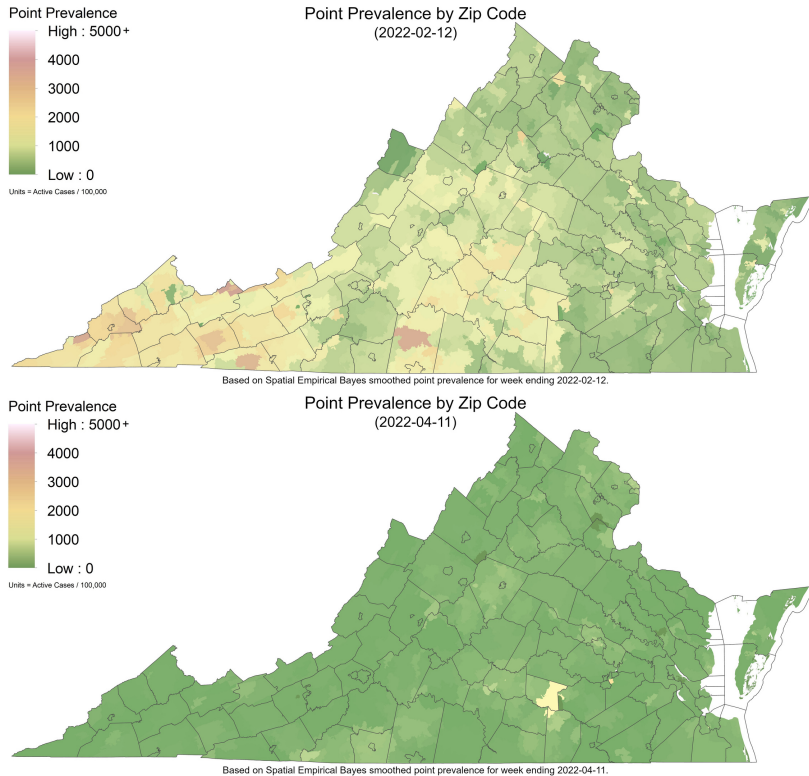 Point Prevalence by Zip Code
(2022-02-12)
Point Prevalence
High : 5000+
4000
3000
2000
1000
Low : 0
Units = Active Cases / 100,000
Based on Spatial Empirical Bayes smoothed point prevalence for week ending 2022-02-12.
Point Prevalence by Zip Code
(2022-04-11)
Point Prevalence
High : 5000+
4000
3000
2000
1000
Low : 0
Units = Active Cases / 100,000
Based on Spatial Empirical Bayes smoothed point prevalence for week ending 2022-04-11.